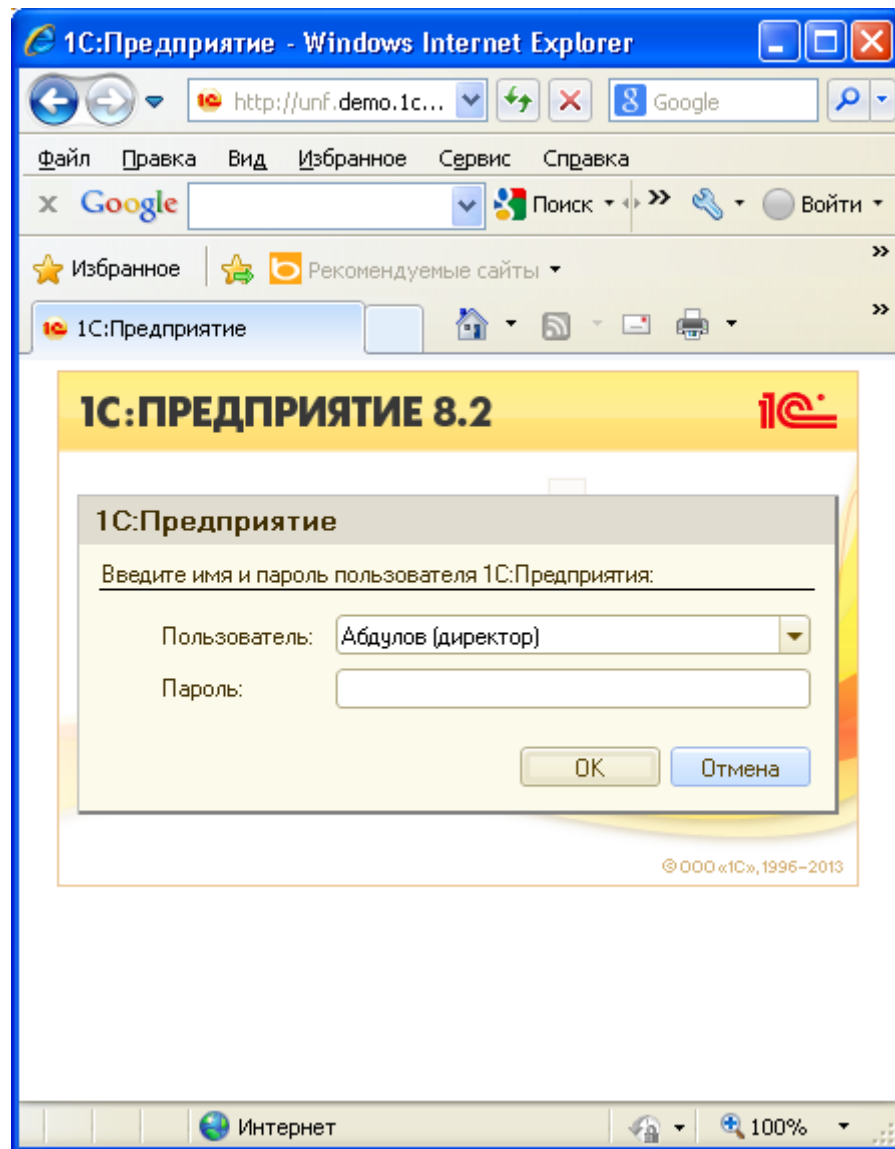 1С:Предприятие - Windows Internet Explorer
http://unf.demo.1c... Google
Файл Правка Вид Избранное Сервис Справка
x Google Поиск Войти
Избранное Рекомендуемые сайты
1С:Предприятие
1С:ПРЕДПРИЯТИЕ 8.2
1С:Предприятие
Введите имя и пароль пользователя 1С:Предприятия:
Пользователь: Абдулов (директор)
Пароль:
OK Отмена
© ООО «1С», 1996-2013
Интернет 100%